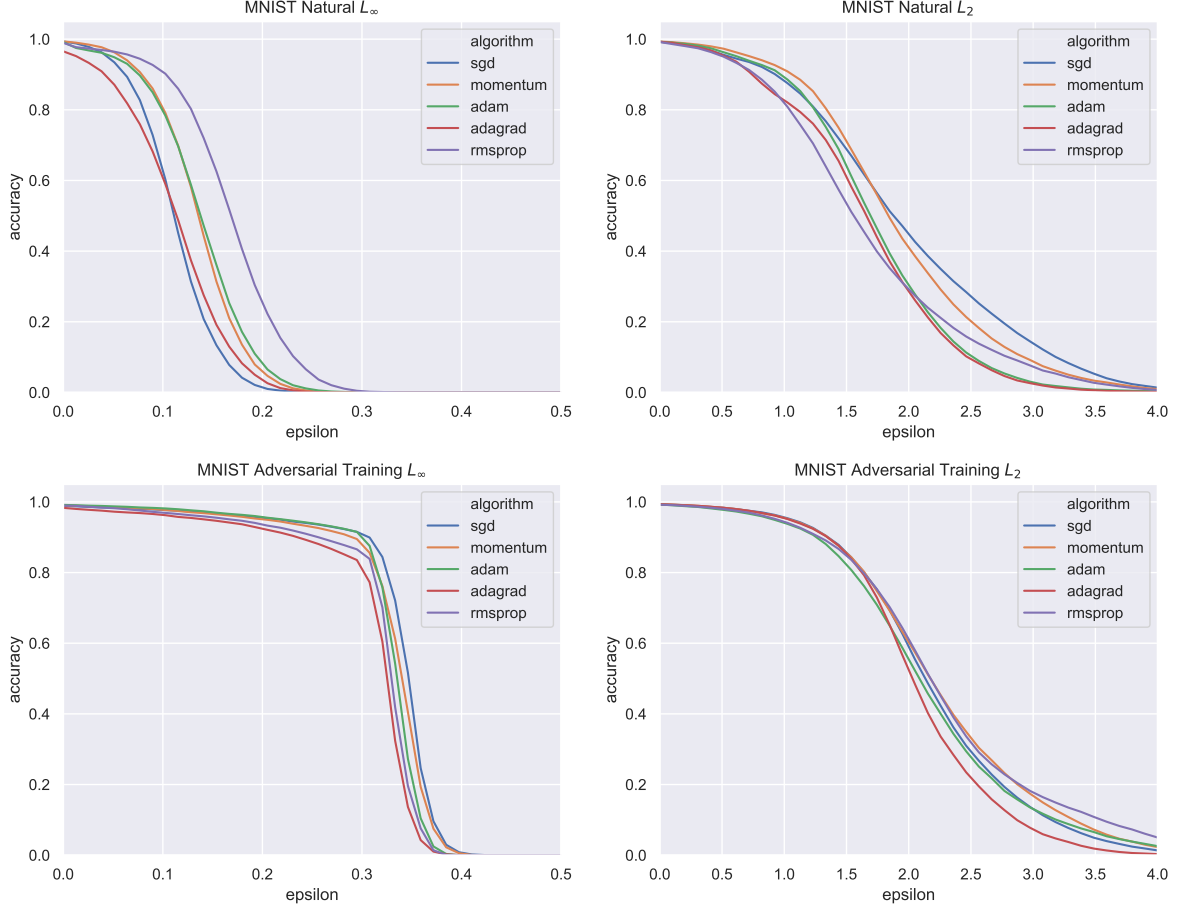 MNIST Natural L∞
1.0
0.8
0.6
0.4
0.2
0.0
accuracy
algorithm
sgd
momentum
adam
adagrad
rmsprop
0.0 0.1 0.2 0.3 0.4 0.5
epsilon
MNIST Natural L2
1.0
0.8
0.6
0.4
0.2
0.0
accuracy
algorithm
sgd
momentum
adam
adagrad
rmsprop
0.0 0.5 1.0 1.5 2.0 2.5 3.0 3.5 4.0
epsilon
MNIST Adversarial Training L∞
1.0
0.8
0.6
0.4
0.2
0.0
accuracy
algorithm
sgd
momentum
adam
adagrad
rmsprop
0.0 0.1 0.2 0.3 0.4 0.5
epsilon
MNIST Adversarial Training L2
1.0
0.8
0.6
0.4
0.2
0.0
accuracy
algorithm
sgd
momentum
adam
adagrad
rmsprop
0.0 0.5 1.0 1.5 2.0 2.5 3.0 3.5 4.0
epsilon